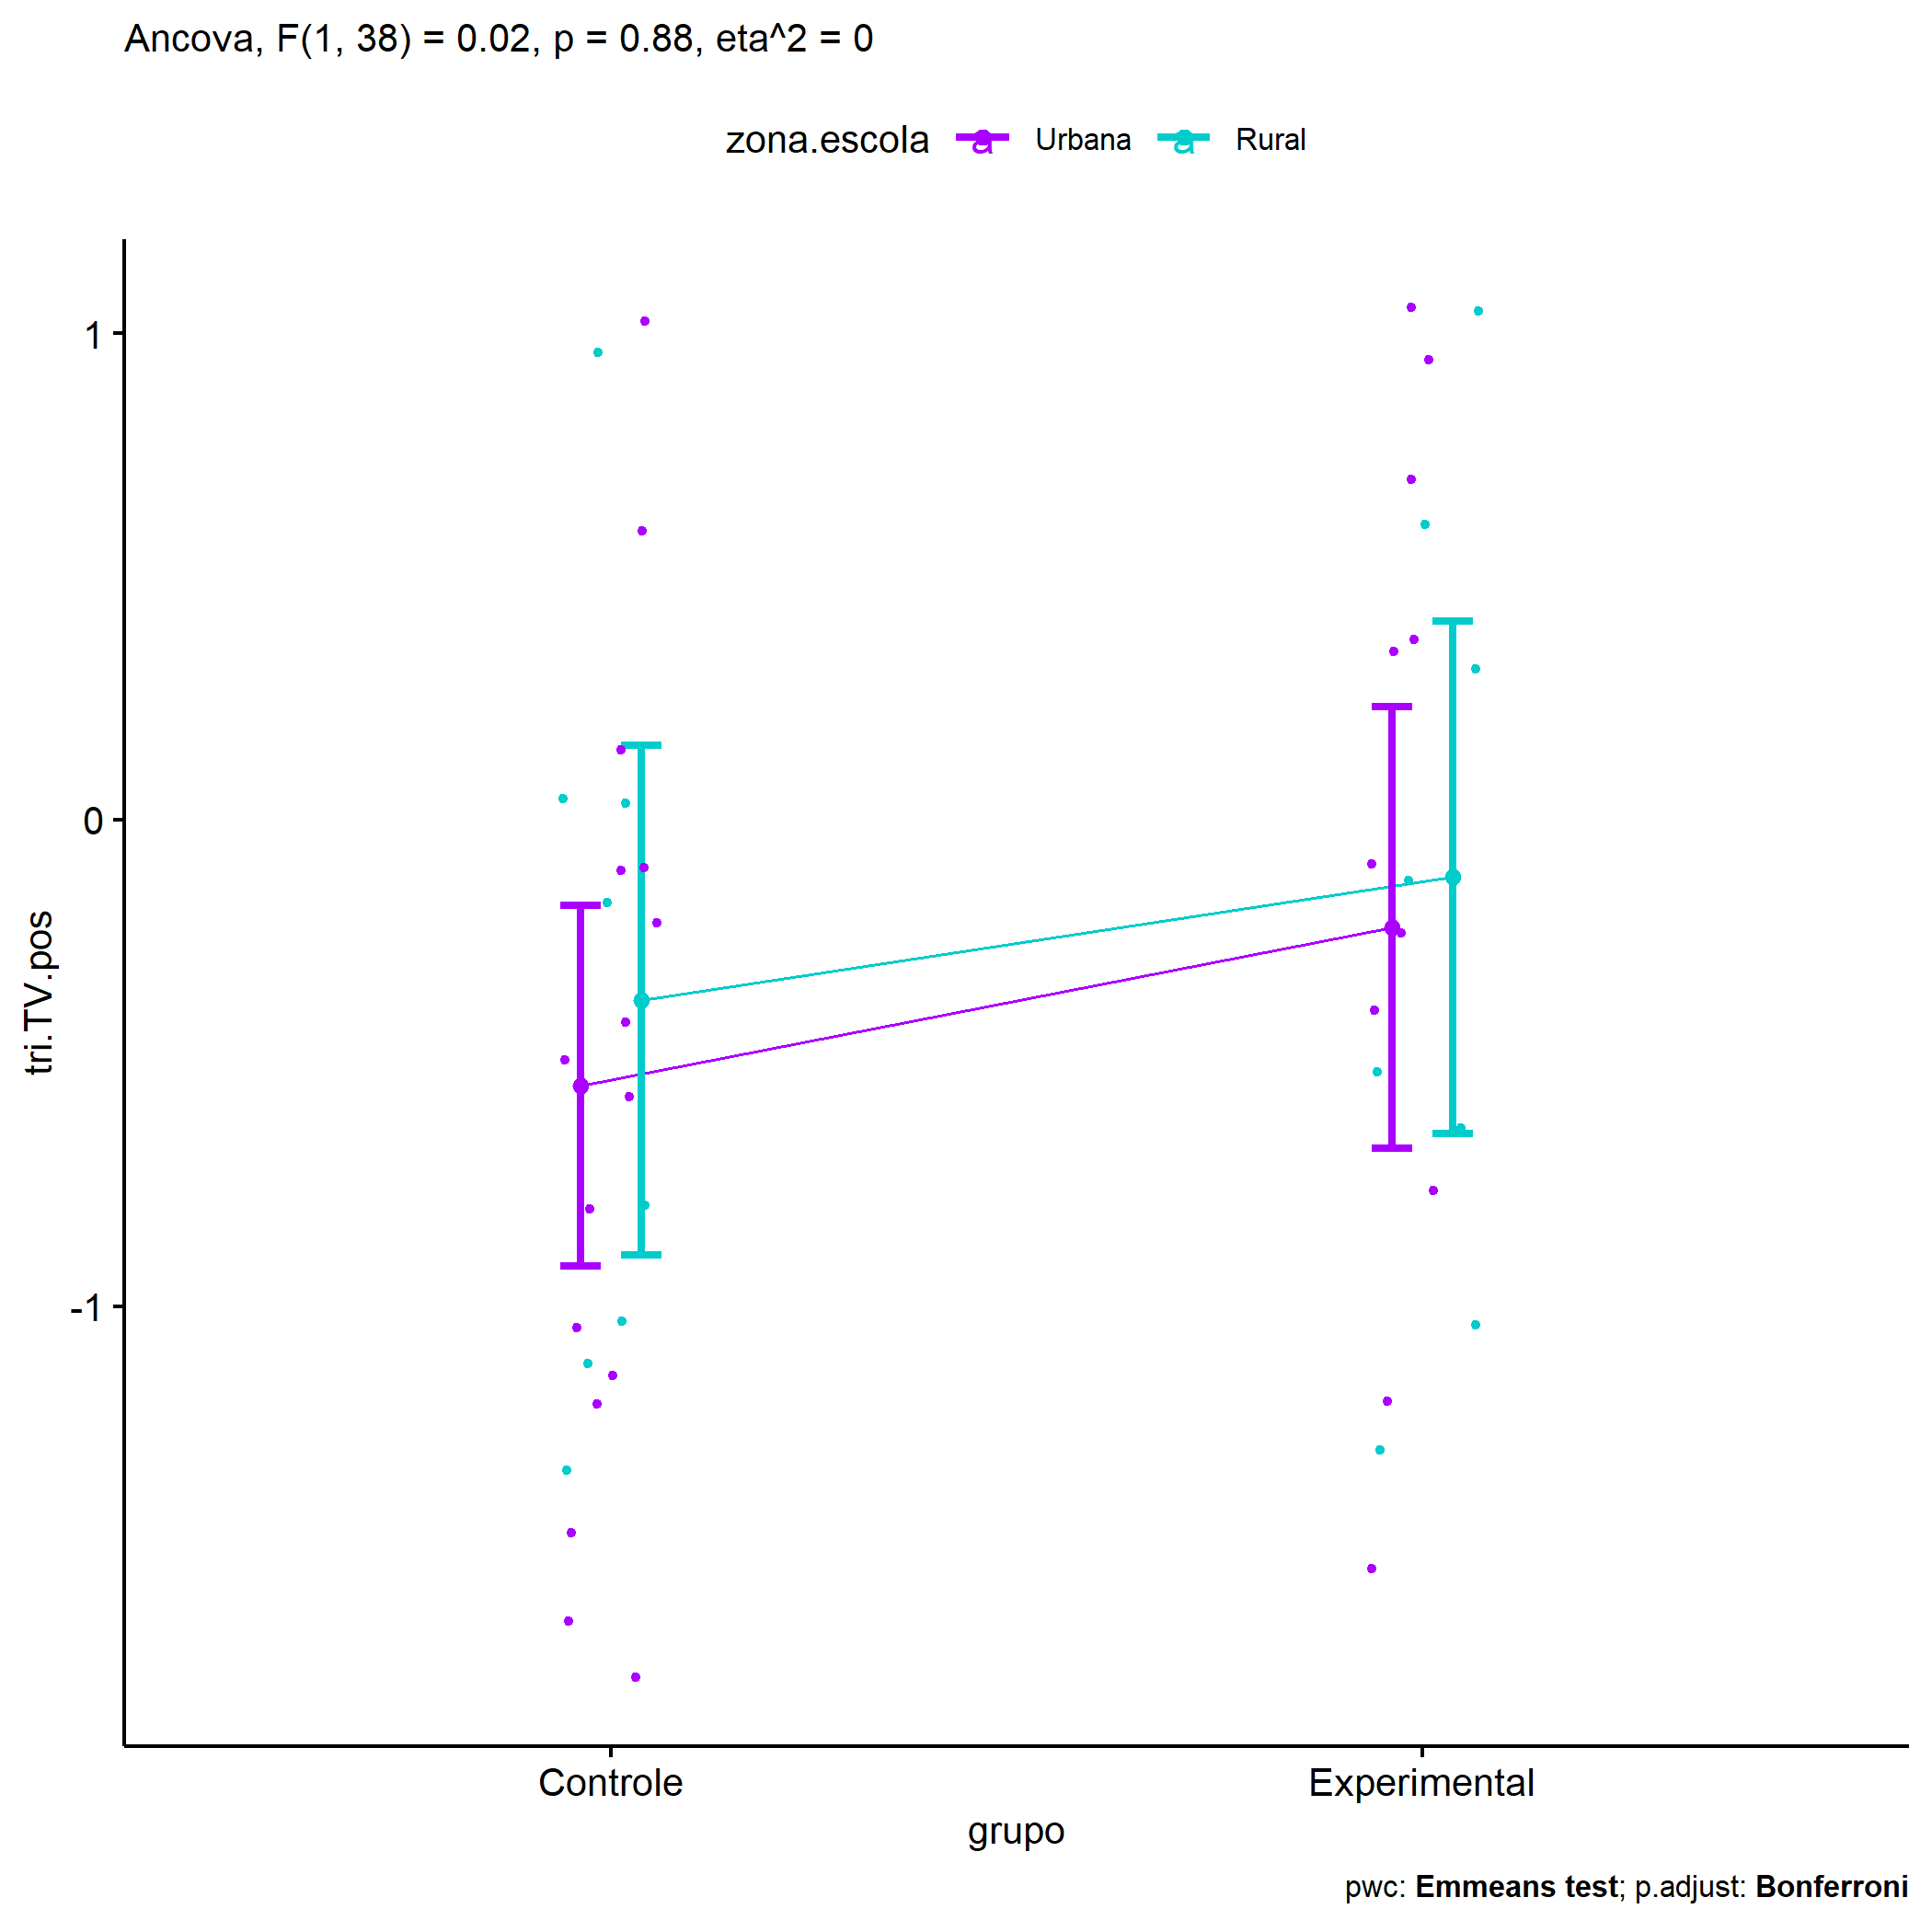 Ancova, F(1, 38) = 0.02, p = 0.88, eta^2 = 0
zona.escola a Urbana a Rural
1
0
-1
tri.TV.pos
Controle Experimental
grupo
pwc: Emmeans test; p.adjust: Bonferroni